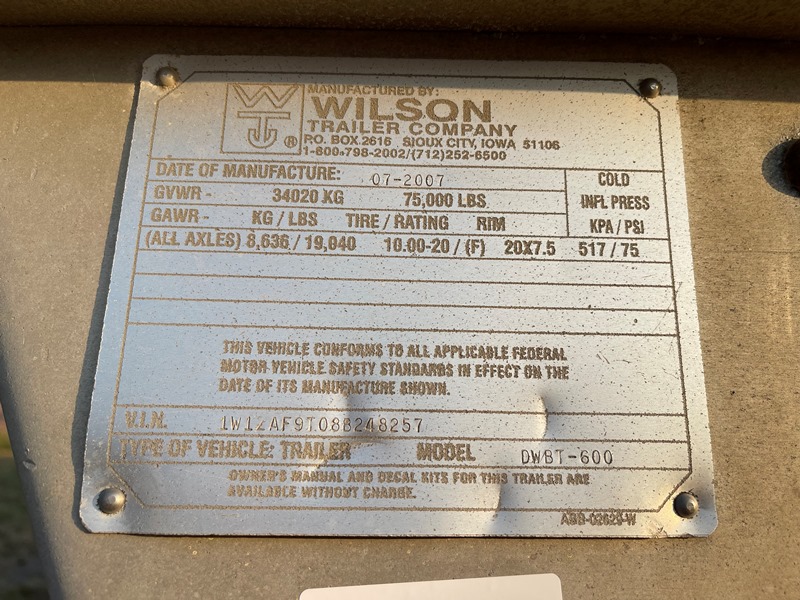 W
T
®
MANUFACTURED BY:
WILSON
TRAILER COMPANY
P.O. BOX.2616 SIOUX CITY, IOWA 51106
1-800-798-2002/(712)252-6500
DATE OF MANUFACTURE: 07-2007
COLD
INFL PRESS
KPA / PSI
GVWR - 34020 KG 75,000 LBS
GAWR - KG / LBS TIRE / RATING RIM
(ALL AXLES) 8,636 / 19,040 10.00-20 / (F) 20X7.5 517 / 75
THIS VEHICLE CONFORMS TO ALL APPLICABLE FEDERAL
MOTOR VEHICLE SAFETY STANDARDS IN EFFECT ON THE
DATE OF ITS MANUFACTURE SHOWN.
V.I.N. 1W1ZAF9T08B248257
TYPE OF VEHICLE: TRAILER MODEL DWBT-600
OWNER'S MANUAL AND DECAL KITS FOR THIS TRAILER ARE
AVAILABLE WITHOUT CHARGE.